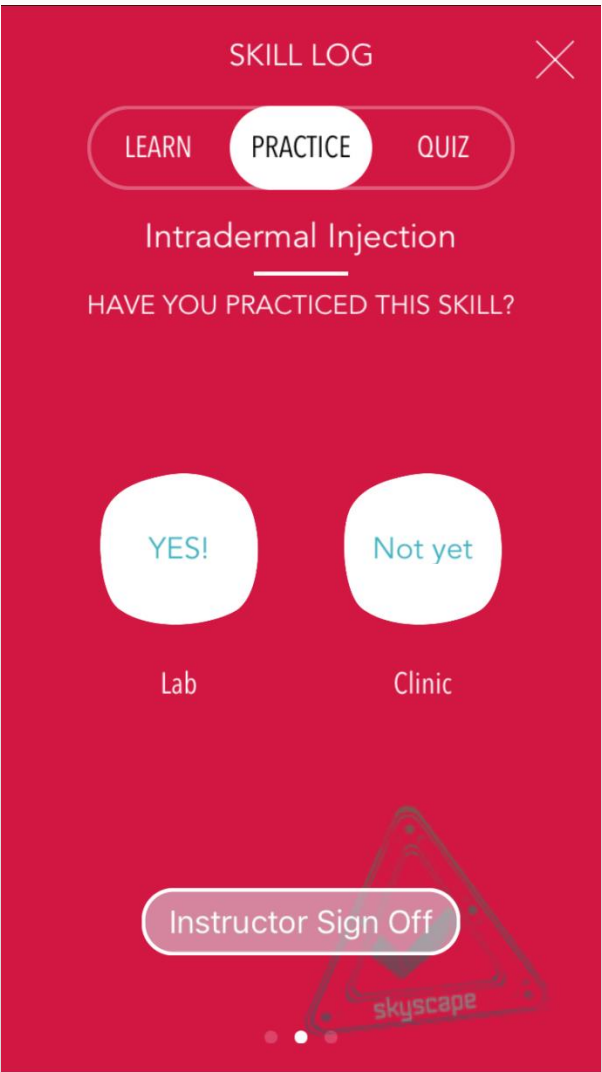 SKILL LOG
LEARN PRACTICE QUIZ
Intradermal Injection
HAVE YOU PRACTICED THIS SKILL?
YES! Not yet
Lab Clinic
Instructor Sign Off
skyscape